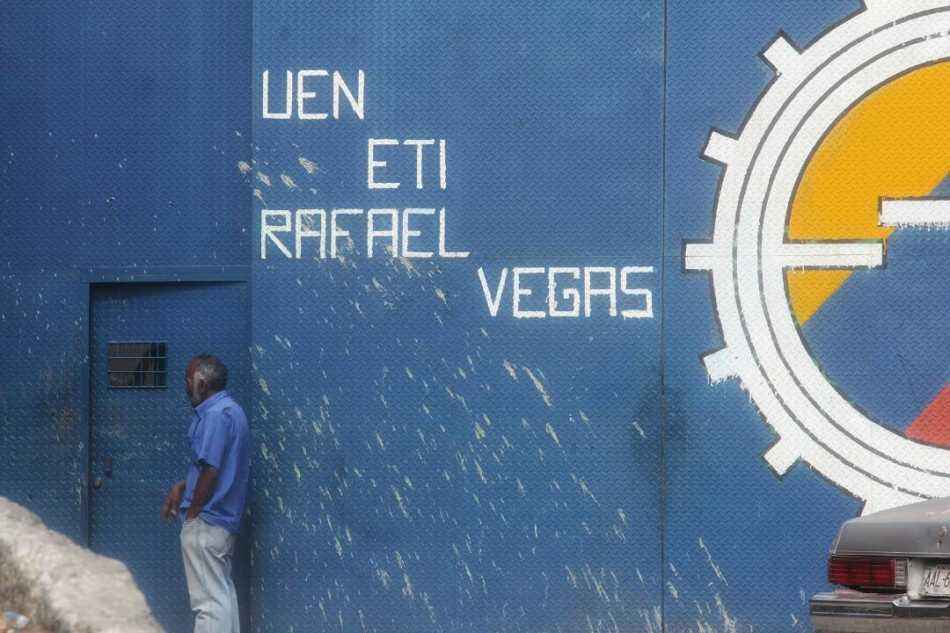 UEN
ETI
RAFAEL
VEGAS